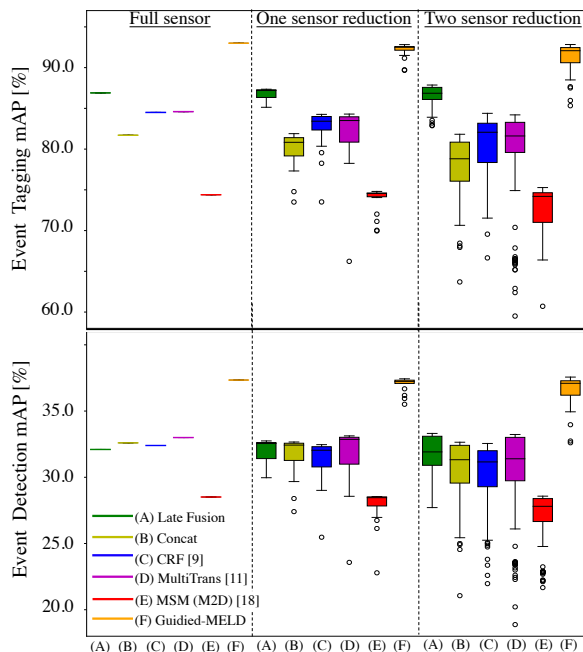 Full sensor
One sensor reduction
Two sensor reduction
Event Tagging mAP [%]
90.0
80.0
70.0
60.0
Event Detection mAP [%]
35.0
30.0
25.0
20.0
(A) Late Fusion
(B) Concat
(C) CRF [9]
(D) MultiTrans [11]
(E) MSM (M2D) [18]
(F) Guidied-MELD
(A) (B) (C) (D) (E) (F) (A) (B) (C) (D) (E) (F) (A) (B) (C) (D) (E) (F)